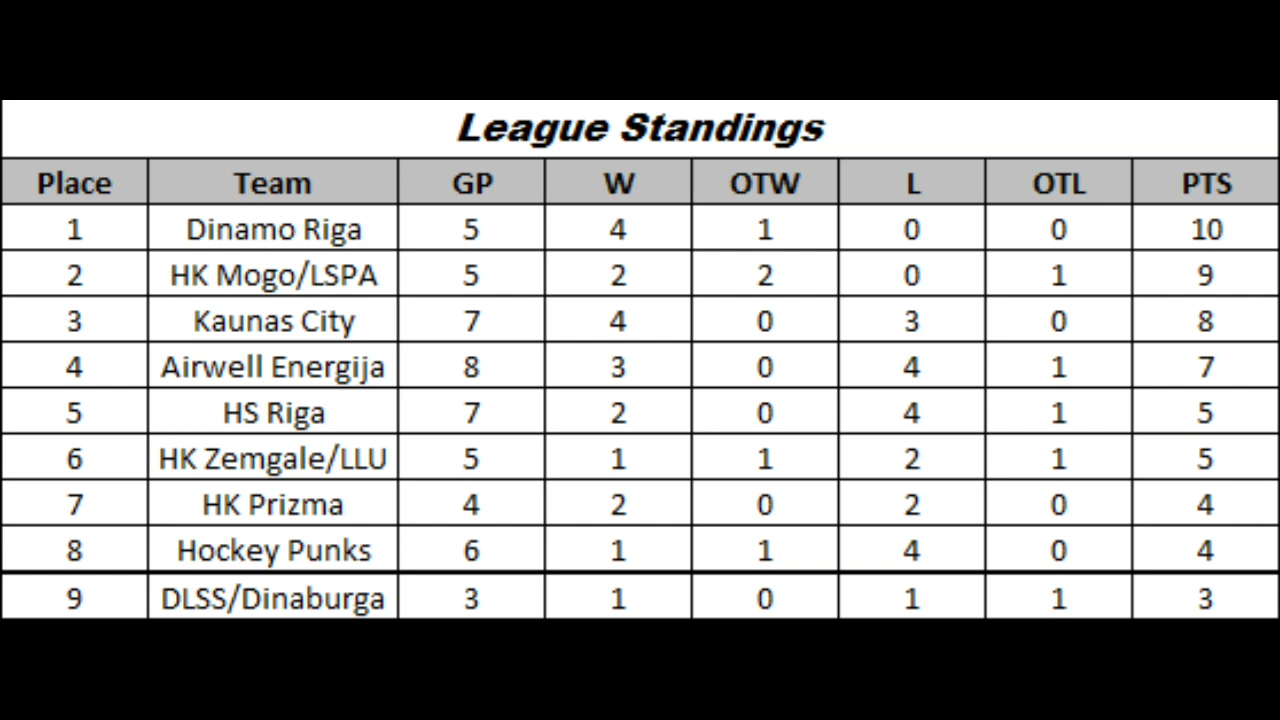 League Standings
Place Team GP W OTW L OTL PTS
1 Dinamo Riga 5 4 1 0 0 10
2 HK Mogo/LSPA 5 2 2 0 1 9
3 Kaunas City 7 4 0 3 0 8
4 Airwell Energija 8 3 0 4 1 7
5 HS Riga 7 2 0 4 1 5
6 HK Zemgale/LLU 5 1 1 2 1 5
7 HK Prizma 4 2 0 2 0 4
8 Hockey Punks 6 1 1 4 0 4
9 DLSS/Dinaburga 3 1 0 1 1 3